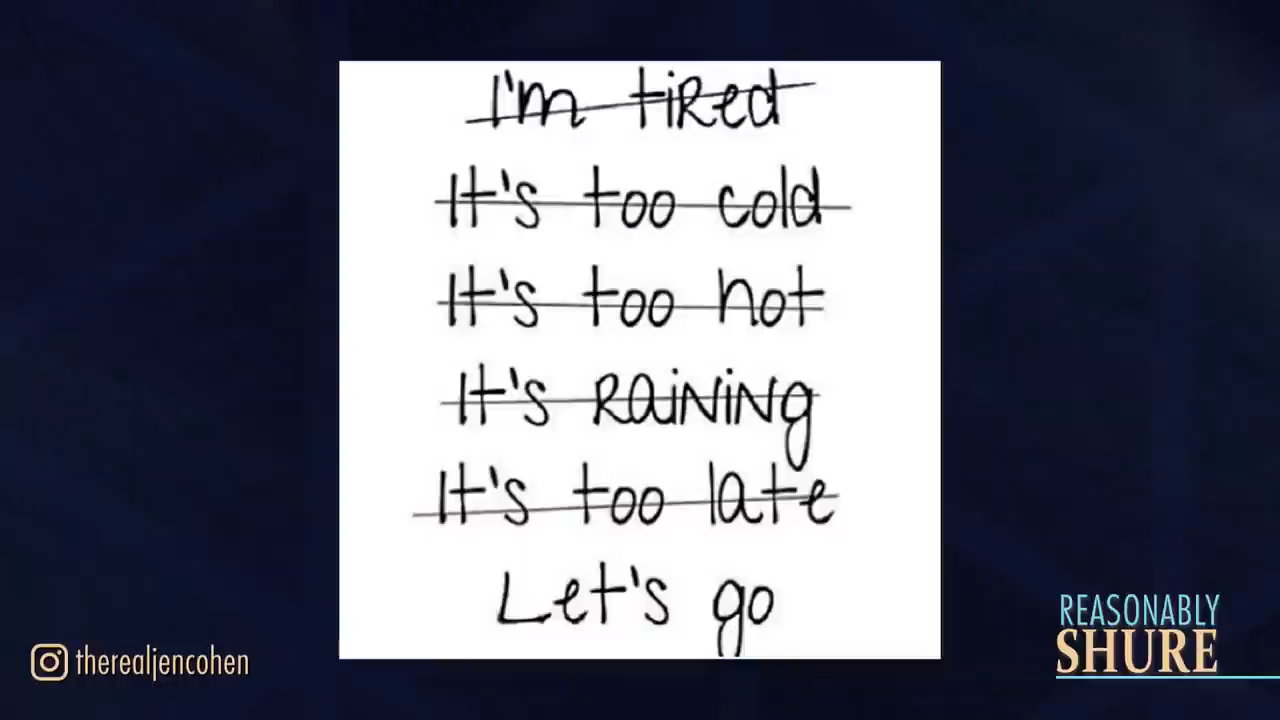 I'm tired
It's too cold
It's too hot
It's raining
It's too late
Let's go
therealjencohen
REASONABLY
SHURE